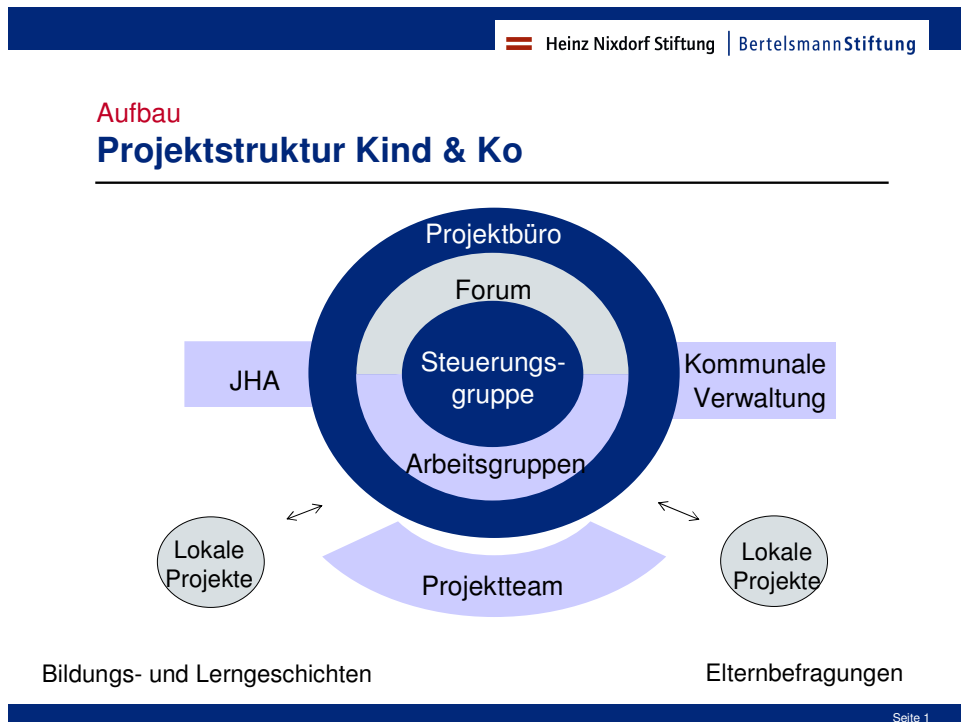 Heinz Nixdorf Stiftung | BertelsmannStiftung
Aufbau
Projektstruktur Kind & Ko
Projektbüro
Forum
Steuerungs-
gruppe
Arbeitsgruppen
JHA
Kommunale
Verwaltung
Lokale
Projekte
Projektteam
Lokale
Projekte
Bildungs- und Lerngeschichten
Elternbefragungen
Seite 1